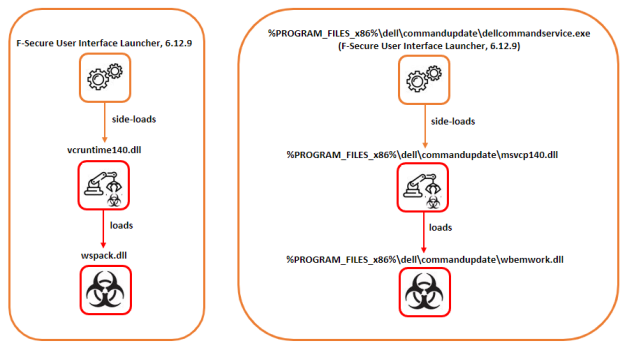 F-Secure User Interface Launcher, 6.12.9
side-loads
vcruntime140.dll
loads
wspack.dll
%PROGRAM_FILES_x86%\dell\commandupdate\dellcommandservice.exe
(F-Secure User Interface Launcher, 6.12.9)
side-loads
%PROGRAM_FILES_x86%\dell\commandupdate\msvcp140.dll
loads
%PROGRAM_FILES_x86%\dell\commandupdate\wbemwork.dll